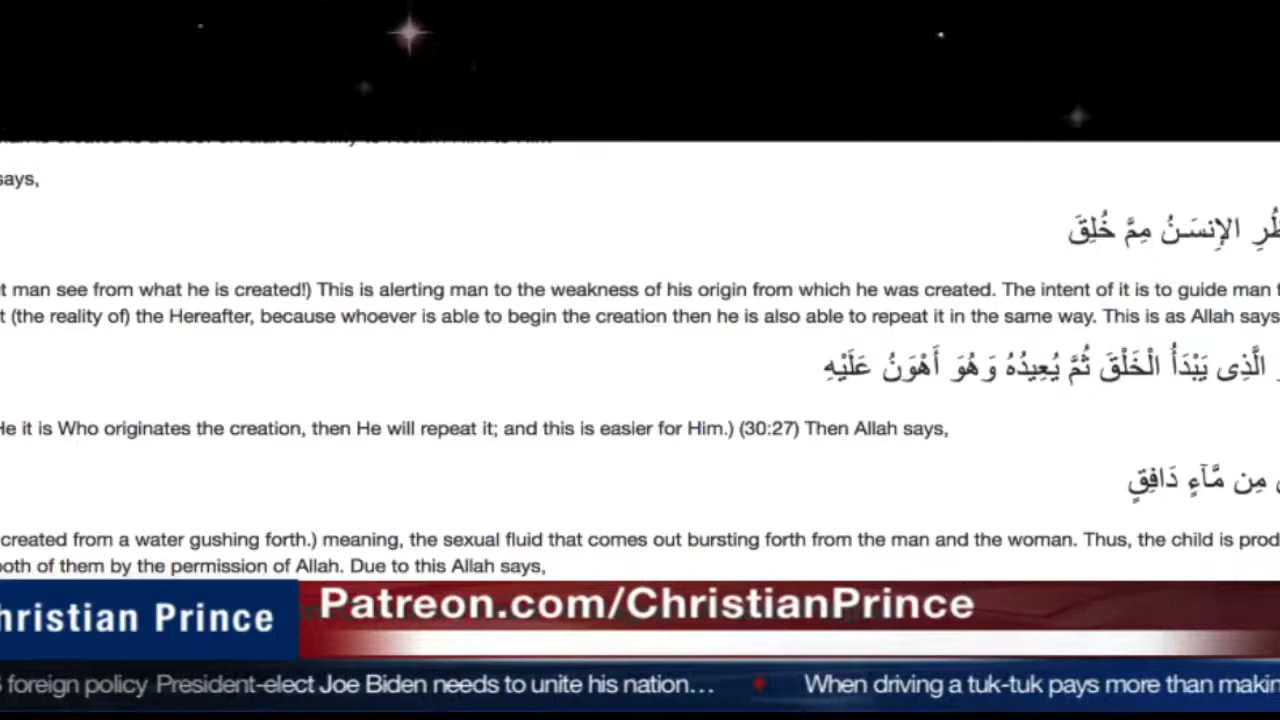 says,
الإِنسَـنُ مِمَّ خُلِقَ
man see from what he is created!) This is alerting man to the weakness of his origin from which he was created. The intent of it is to guide man
(the reality of) the Hereafter, because whoever is able to begin the creation then he is also able to repeat it in the same way. This is as Allah says
الَّذِى يَبْدَأُ الْخَلْقَ ثُمَّ يُعِيدُهُ وَهُوَ أَهْوَنُ عَلَيْهِ
He it is Who originates the creation, then He will repeat it; and this is easier for Him.) (30:27) Then Allah says,
مِن مَّآءٍ دَافِقٍ
created from a water gushing forth.) meaning, the sexual fluid that comes out bursting forth from the man and the woman. Thus, the child is prod
both of them by the permission of Allah. Due to this Allah says,
Patreon.com/ChristianPrince
hristian Prince
foreign policy President-elect Joe Biden needs to unite his nation... When driving a tuk-tuk pays more than makin